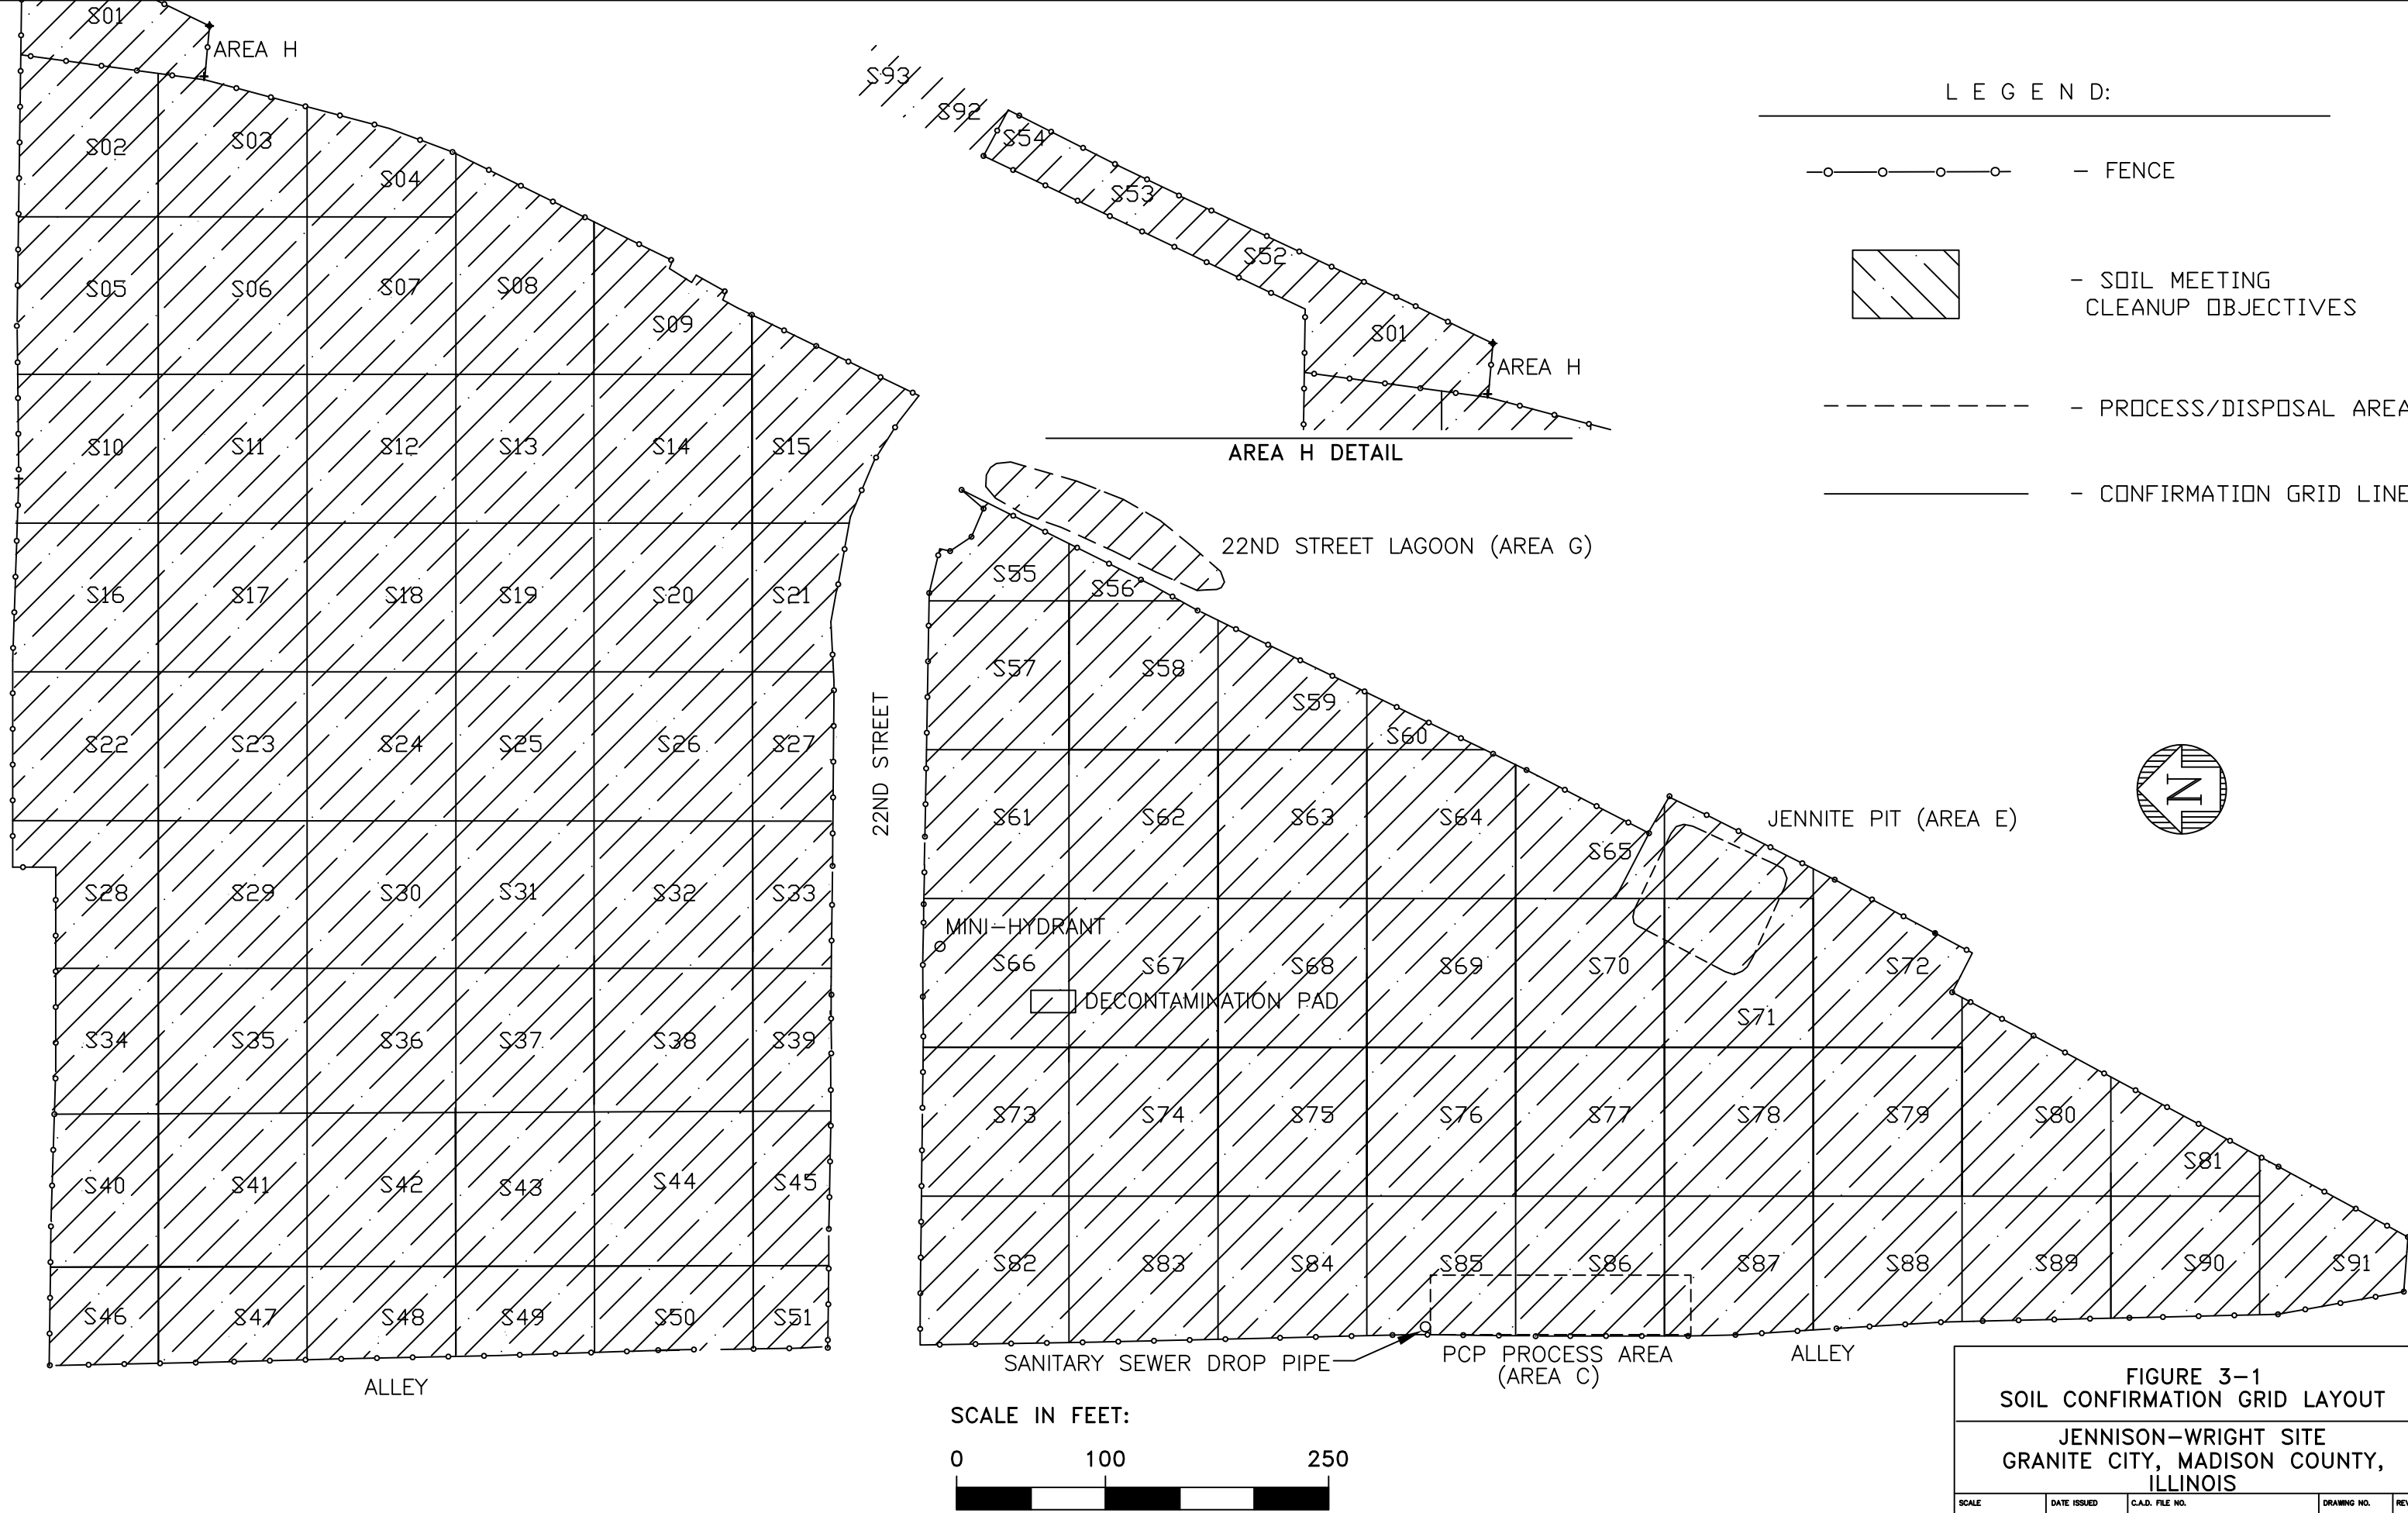 S01
AREA H
S02
S03
S04
S05
S06
S07
S08
S09
S10
S11
S12
S13
S14
S15
S16
S17
S18
S19
S20
S21
S22
S23
S24
S25
S26
S27
S28
S29
S30
S31
S32
S33
S34
S35
S36
S37
S38
S39
S40
S41
S42
S43
S44
S45
S46
S47
S48
S49
S50
S51
ALLEY
22ND STREET
S93
S92
S54
S53
S52
S01
AREA H
AREA H DETAIL
22ND STREET LAGOON (AREA G)
S55
S56
S57
S58
S59
S60
S61
S62
S63
S64
S65
JENNITE PIT (AREA E)
MINI-HYDRANT
S66
S67
S68
S69
S70
S71
S72
DECONTAMINATION PAD
S73
S74
S75
S76
S77
S78
S79
S80
S81
S82
S83
S84
S85
S86
S87
S88
S89
S90
S91
SANITARY SEWER DROP PIPE
PCP PROCESS AREA
(AREA C)
ALLEY
SCALE IN FEET:
0 100 250
L E G E N D:
- FENCE
- SOIL MEETING
CLEANUP OBJECTIVES
- PROCESS/DISPOSAL AREA
- CONFIRMATION GRID LINE
N
FIGURE 3-1
SOIL CONFIRMATION GRID LAYOUT
JENNISON-WRIGHT SITE
GRANITE CITY, MADISON COUNTY,
ILLINOIS
SCALE DATE ISSUED C.A.D. FILE NO. DRAWING NO. REV